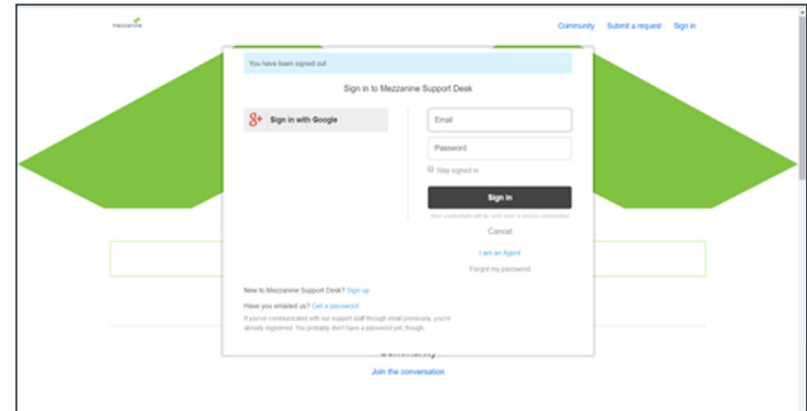 mezzanine
Community Submit a request Sign in
You have been signed out
Sign in to Mezzanine Support Desk
8+ Sign in with Google
Email
Password
Stay signed in
Sign in
Your credentials will be sent over a secure connection
Cancel
I am an Agent
Forgot my password
New to Mezzanine Support Desk? Sign up
Have you emailed us? Get a password
If you've communicated with our support staff through email previously, you're
already registered. You probably don't have a password yet, though.
Community
Join the conversation